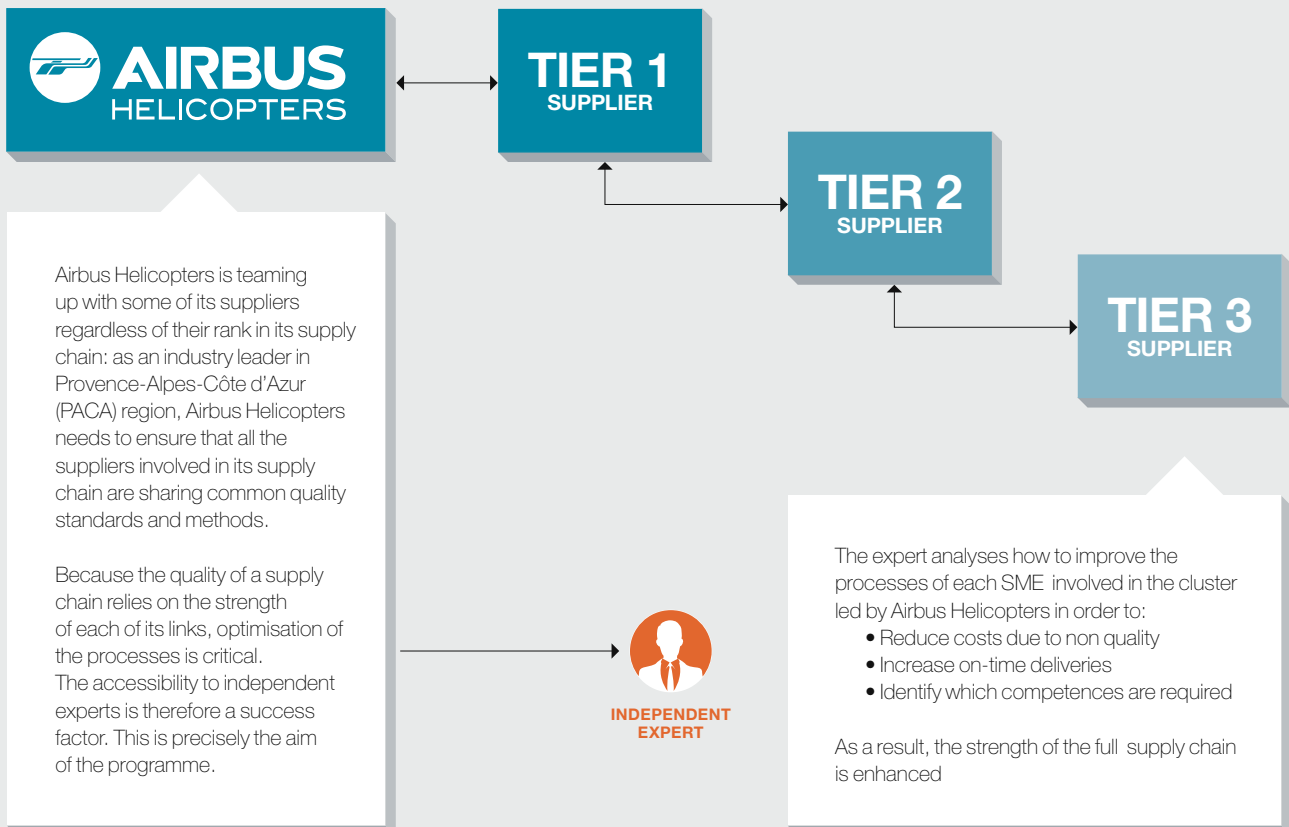 AIRBUS
HELICOPTERS
TIER 1
SUPPLIER
TIER 2
SUPPLIER
TIER 3
SUPPLIER
Airbus Helicopters is teaming
up with some of its suppliers
regardless of their rank in its supply
chain: as an industry leader in
Provence-Alpes-Côte d'Azur
(PACA) region, Airbus Helicopters
needs to ensure that all the
suppliers involved in its supply
chain are sharing common quality
standards and methods.
Because the quality of a supply
chain relies on the strength
of each of its links, optimisation of
the processes is critical.
The accessibility to independent
experts is therefore a success
factor. This is precisely the aim
of the programme.
INDEPENDENT
EXPERT
The expert analyses how to improve the
processes of each SME involved in the cluster
led by Airbus Helicopters in order to:
• Reduce costs due to non quality
• Increase on-time deliveries
• Identify which competences are required
As a result, the strength of the full supply chain
is enhanced